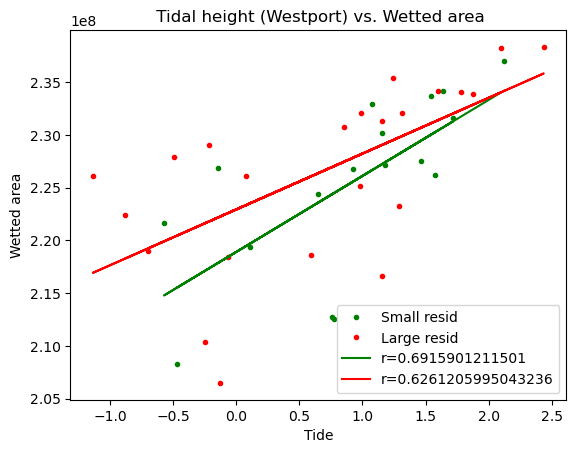 Tidal height (Westport) vs. Wetted area
1e8
2.35
2.30
2.25
2.20
2.15
2.10
2.05
Wetted area
Small resid
Large resid
r=0.6915901211501
r=0.6261205995043236
−1.0 −0.5 0.0 0.5 1.0 1.5 2.0 2.5
Tide